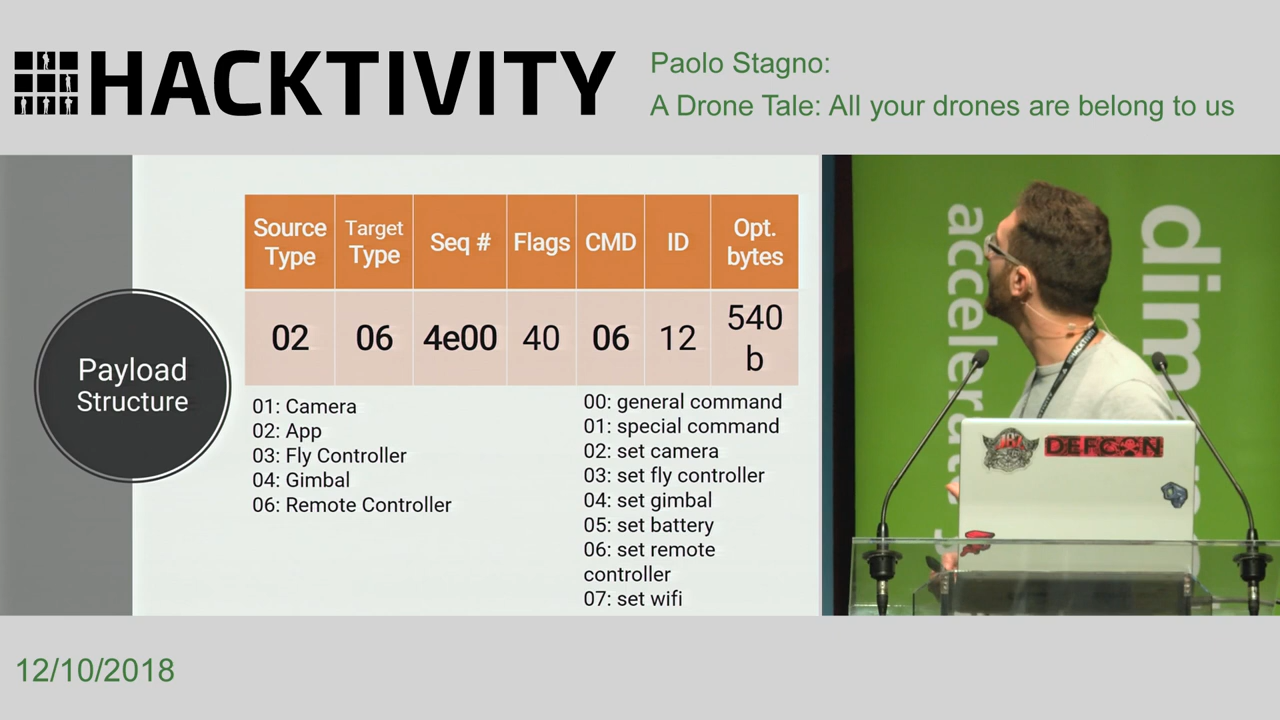 HACKTIVITY
Paolo Stagno:
A Drone Tale: All your drones are belong to us
Payload
Structure
Source
Type
Target
Type
Seq #
Flags
CMD
ID
Opt.
bytes
02
06
4e00
40
06
12
540
b
01: Camera
02: App
03: Fly Controller
04: Gimbal
06: Remote Controller
00: general command
01: special command
02: set camera
03: set fly controller
04: set gimbal
05: set battery
06: set remote
controller
07: set wifi
accelerat
dim
HACKTIVITY
DEFCON
12/10/2018